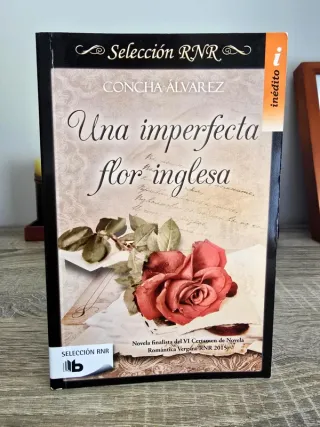 Selección RNR
inédito
CONCHA ÁLVAREZ
Una imperfecta
flor inglesa
Novela finalista del VI Certamen de Novela
Romántica Vergara RNR 2015
SELECCIÓN RNR
b